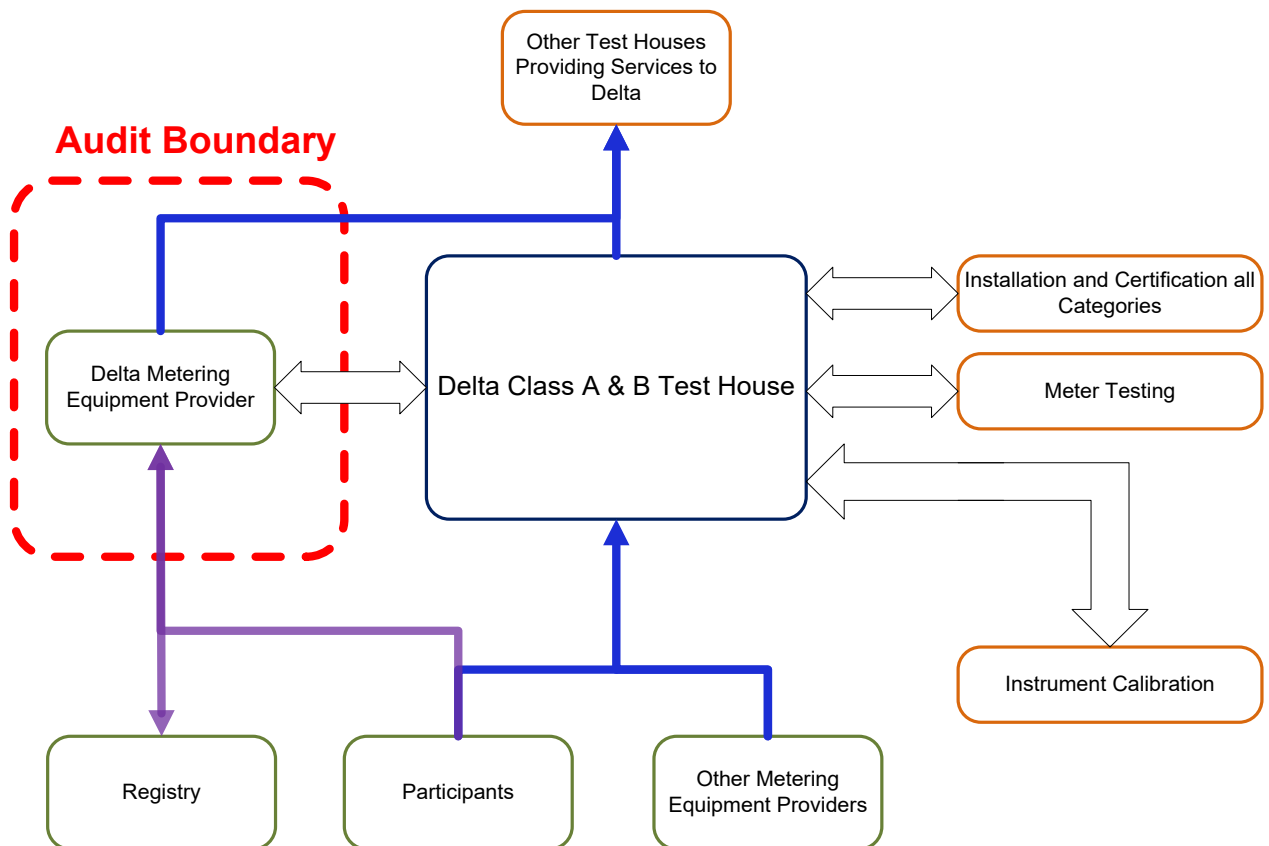 Other Test Houses
Providing Services to
Delta
Audit Boundary
Installation and Certification all
Categories
Delta Metering
Equipment Provider
Delta Class A & B Test House
Meter Testing
Instrument Calibration
Registry
Participants
Other Metering
Equipment Providers